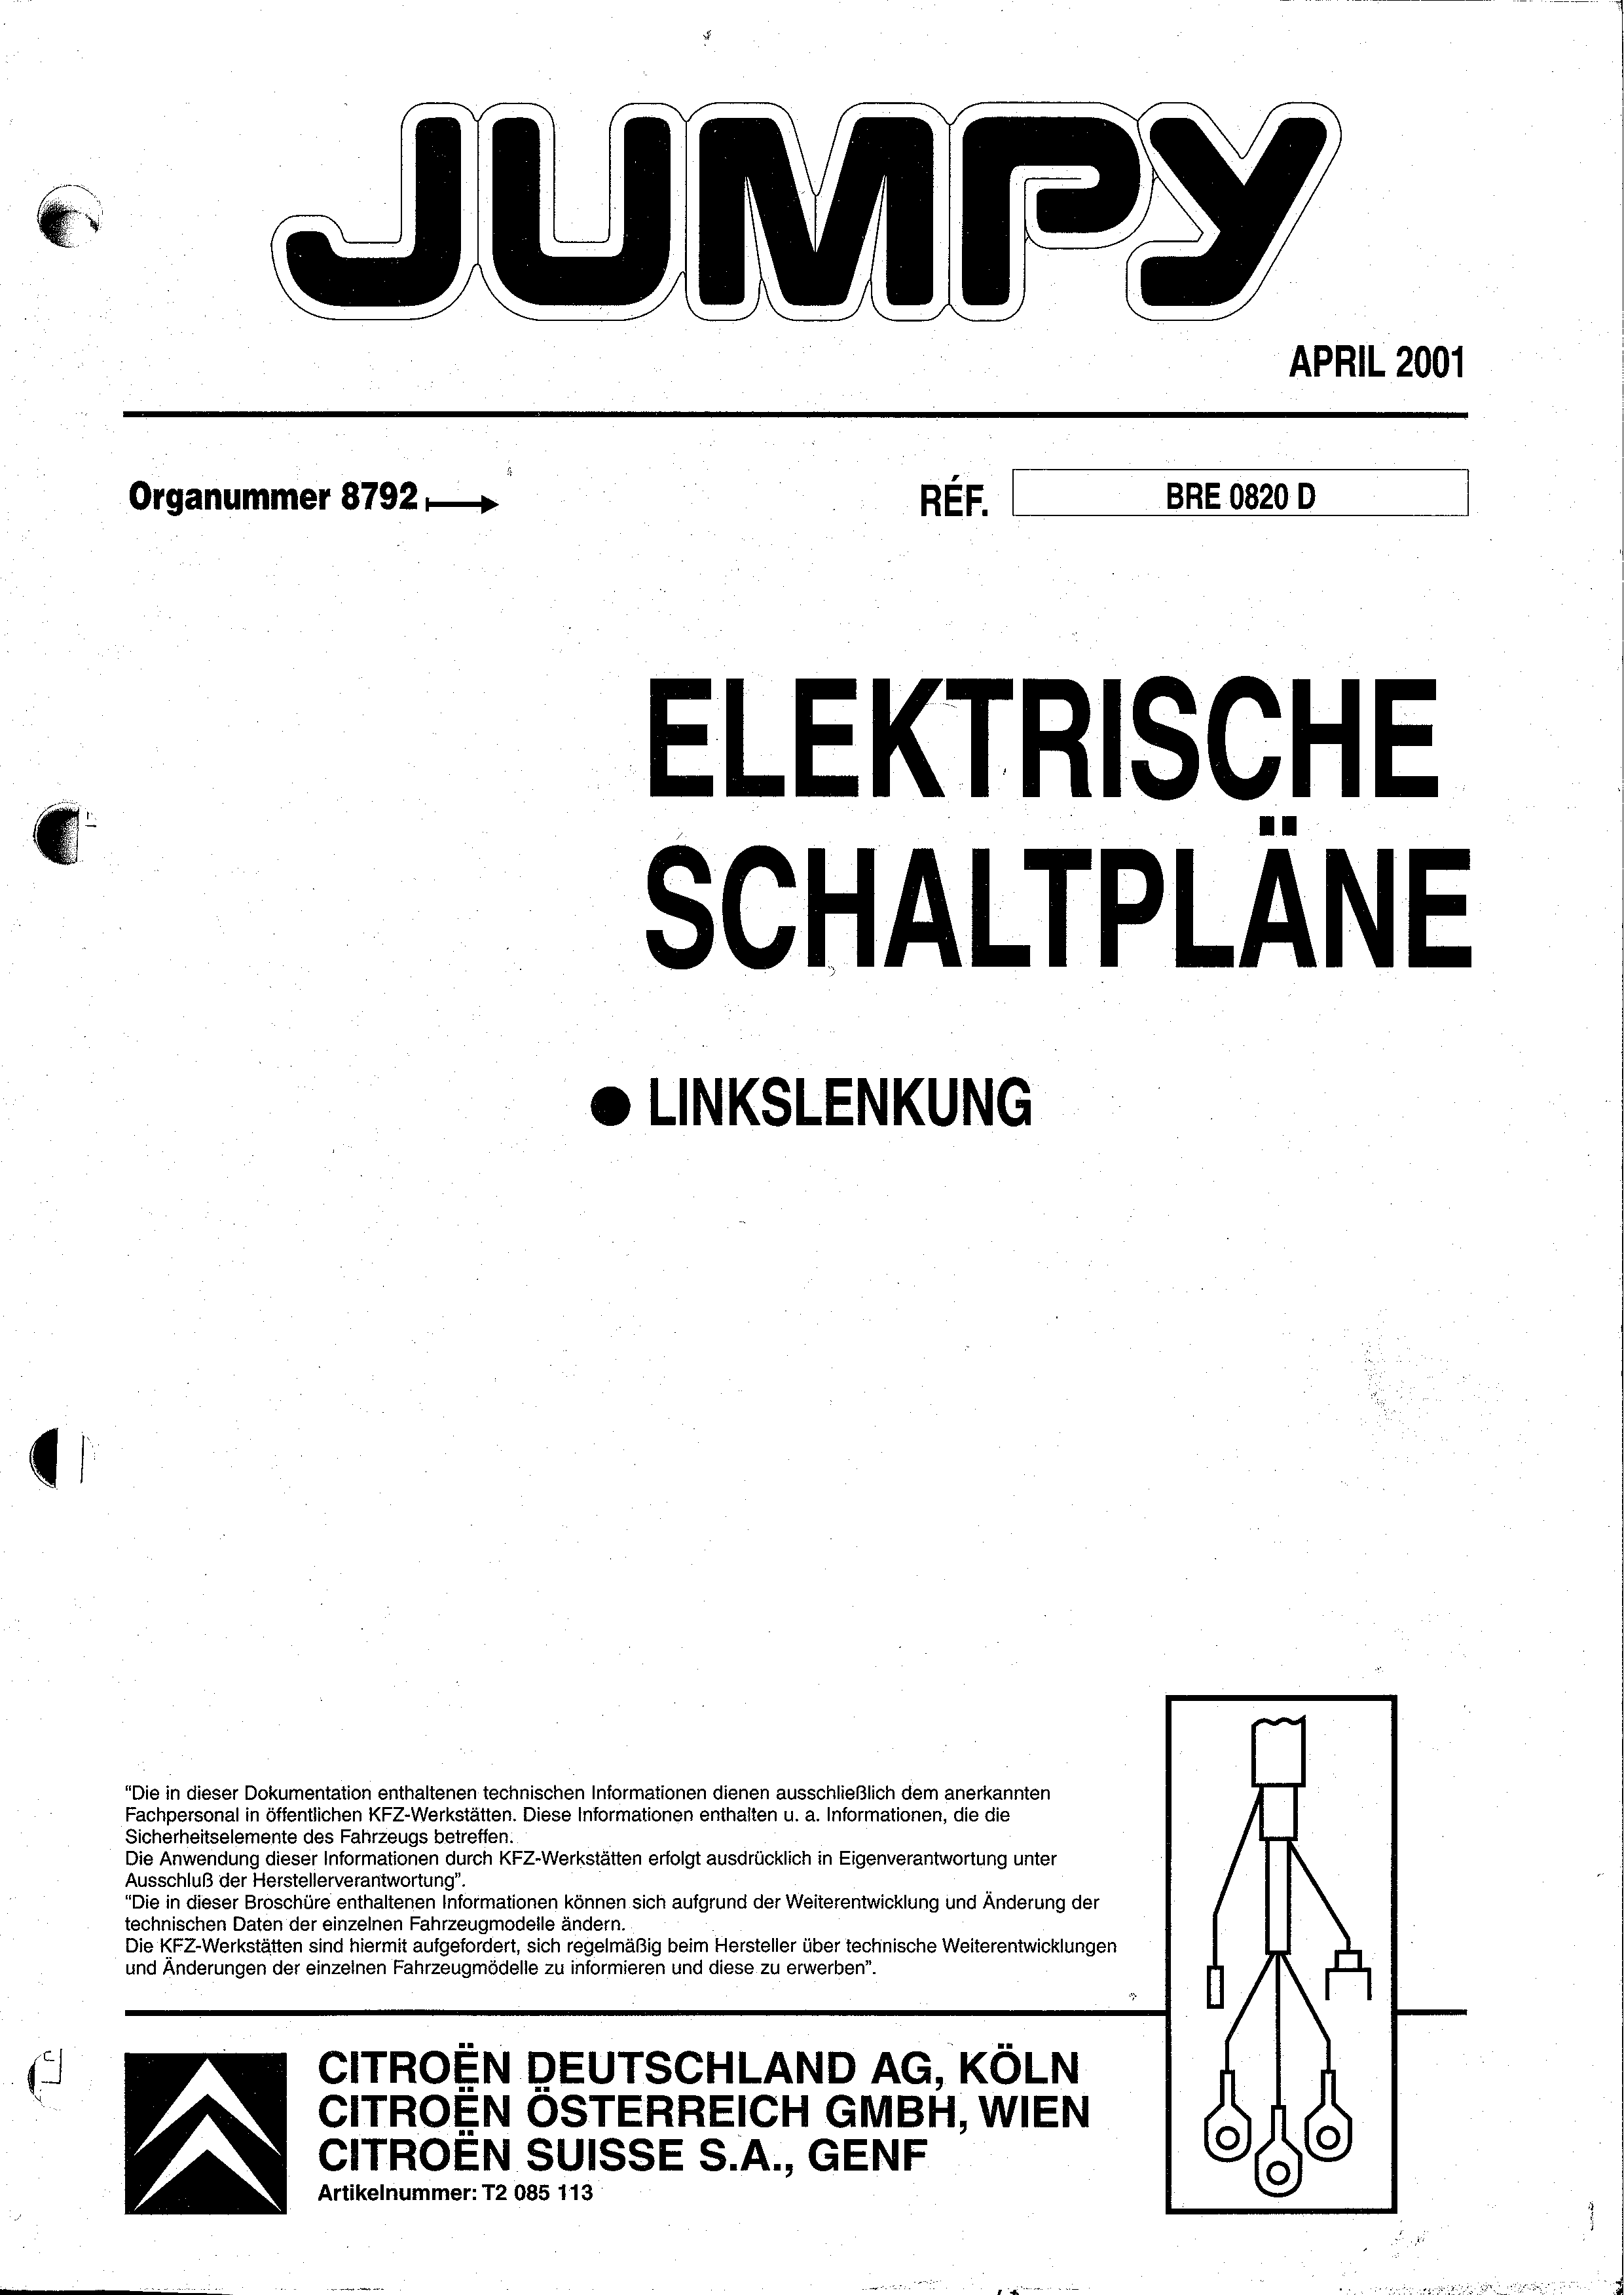 JUMPY
APRIL 2001
Organummer 8792
RÉF. BRE 0820 D
ELEKTRISCHE
SCHALTPLÄNE
● LINKSLENKUNG
"Die in dieser Dokumentation enthaltenen technischen Informationen dienen ausschließlich dem anerkannten
Fachpersonal in öffentlichen KFZ-Werkstätten. Diese Informationen enthalten u. a. Informationen, die die
Sicherheitselemente des Fahrzeugs betreffen.
Die Anwendung dieser Informationen durch KFZ-Werkstätten erfolgt ausdrücklich in Eigenverantwortung unter
Ausschluß der Herstellerverantwortung".
"Die in dieser Broschüre enthaltenen Informationen können sich aufgrund der Weiterentwicklung und Änderung der
technischen Daten der einzelnen Fahrzeugmodelle ändern.
Die KFZ-Werkstätten sind hiermit aufgefordert, sich regelmäßig beim Hersteller über technische Weiterentwicklungen
und Änderungen der einzelnen Fahrzeugmödelle zu informieren und diese zu erwerben".
CITROËN DEUTSCHLAND AG, KÖLN
CITROËN ÖSTERREICH GMBH, WIEN
CITROËN SUISSE S.A., GENF
Artikelnummer: T2 085 113